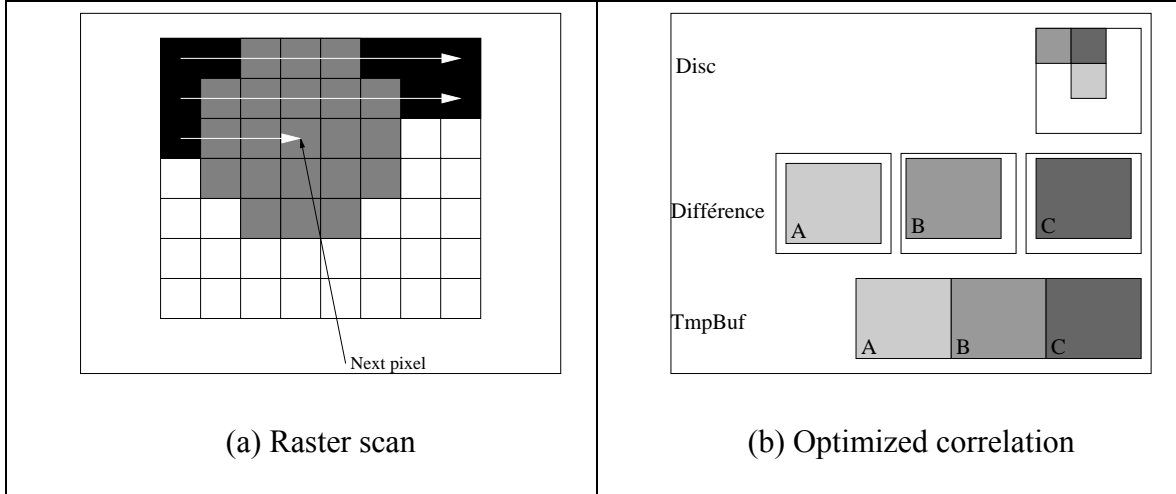 Next pixel
(a) Raster scan
Disc
Différence
A B C
TmpBuf
A B C
(b) Optimized correlation